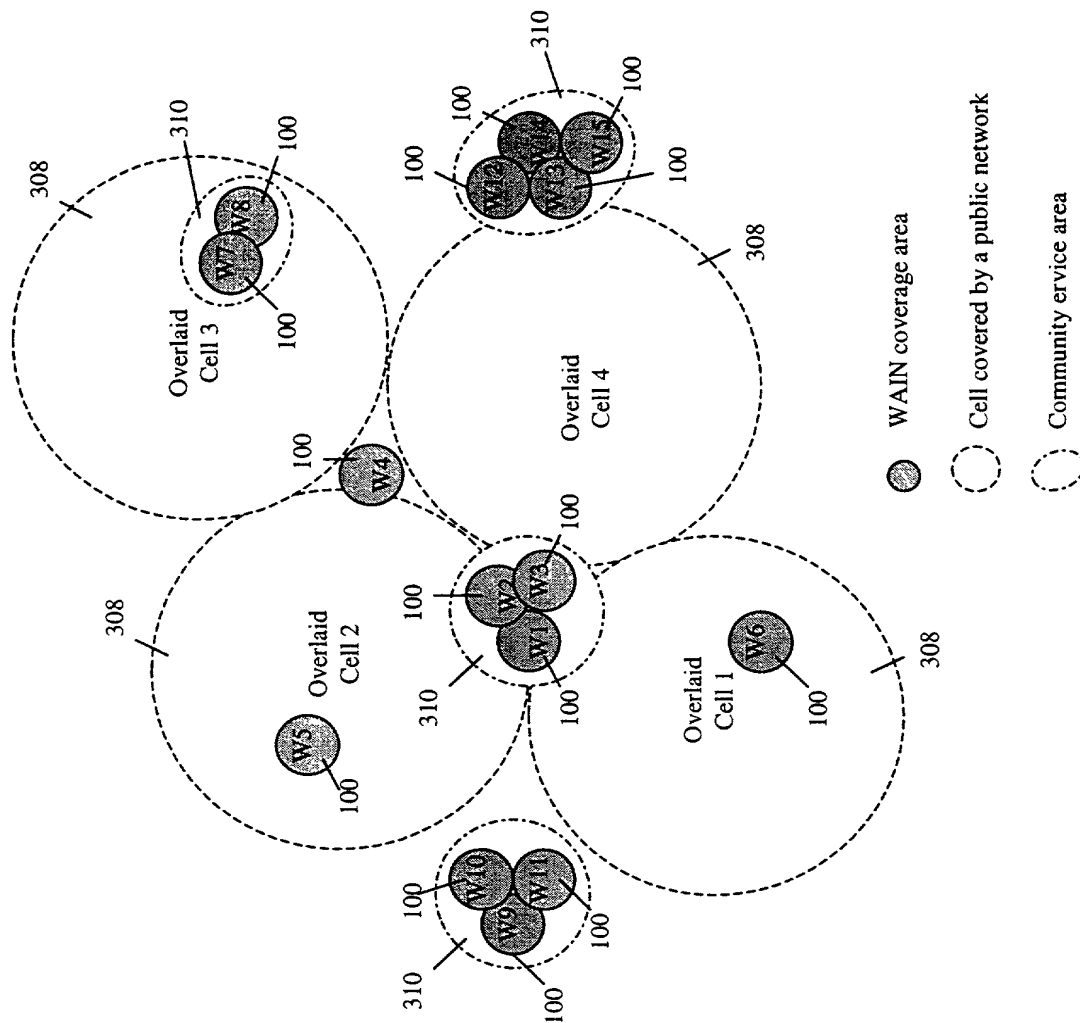 308
310
100
W8
W7
100
Overlaid
Cell 3
308
W5
100
Overlaid
Cell 2
100
W4
310
100
W10
W9
W11
100
100
310
100
W2
W1
W3
100
100
100
100
310
W12
W14
W13
W15
100
100
Overlaid
Cell 4
308
Overlaid
Cell 1
W6
100
308
WAIN coverage area
Cell covered by a public network
Community ervice area